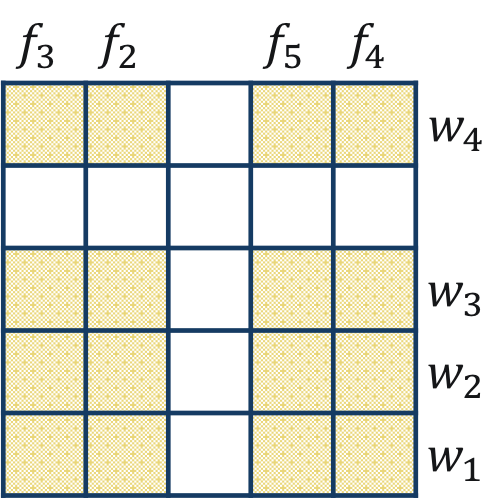 f₃ f₂ f₅ f₄
w₄
w₃
w₂
w₁